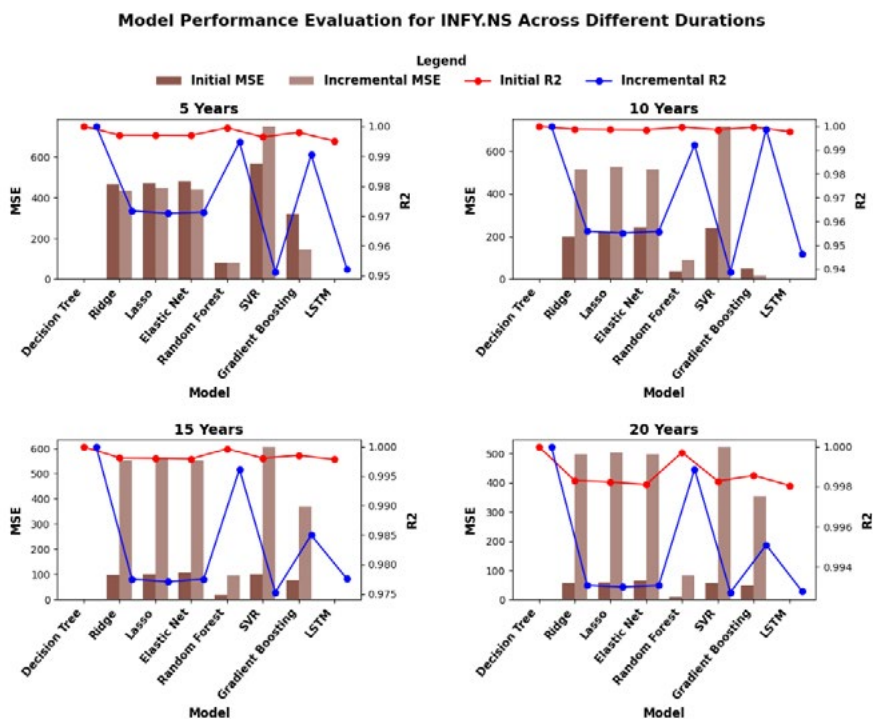 Model Performance Evaluation for INFY.NS Across Different Durations
Legend
Initial MSE Incremental MSE Initial R2 Incremental R2
5 Years
MSE
600
400
200
0
R2
1.00
0.99
0.98
0.97
0.96
0.95
Decision Tree
Ridge
Lasso
Elastic Net
Random Forest
SVR
Gradient Boosting
LSTM
Model
10 Years
MSE
600
400
200
0
R2
1.00
0.99
0.98
0.97
0.96
0.95
0.94
Decision Tree
Ridge
Lasso
Elastic Net
Random Forest
SVR
Gradient Boosting
LSTM
Model
15 Years
MSE
600
500
400
300
200
100
0
R2
1.000
0.995
0.990
0.985
0.980
0.975
Decision Tree
Ridge
Lasso
Elastic Net
Random Forest
SVR
Gradient Boosting
LSTM
Model
20 Years
MSE
500
400
300
200
100
0
R2
1.000
0.998
0.996
0.994
Decision Tree
Ridge
Lasso
Elastic Net
Random Forest
SVR
Gradient Boosting
LSTM
Model